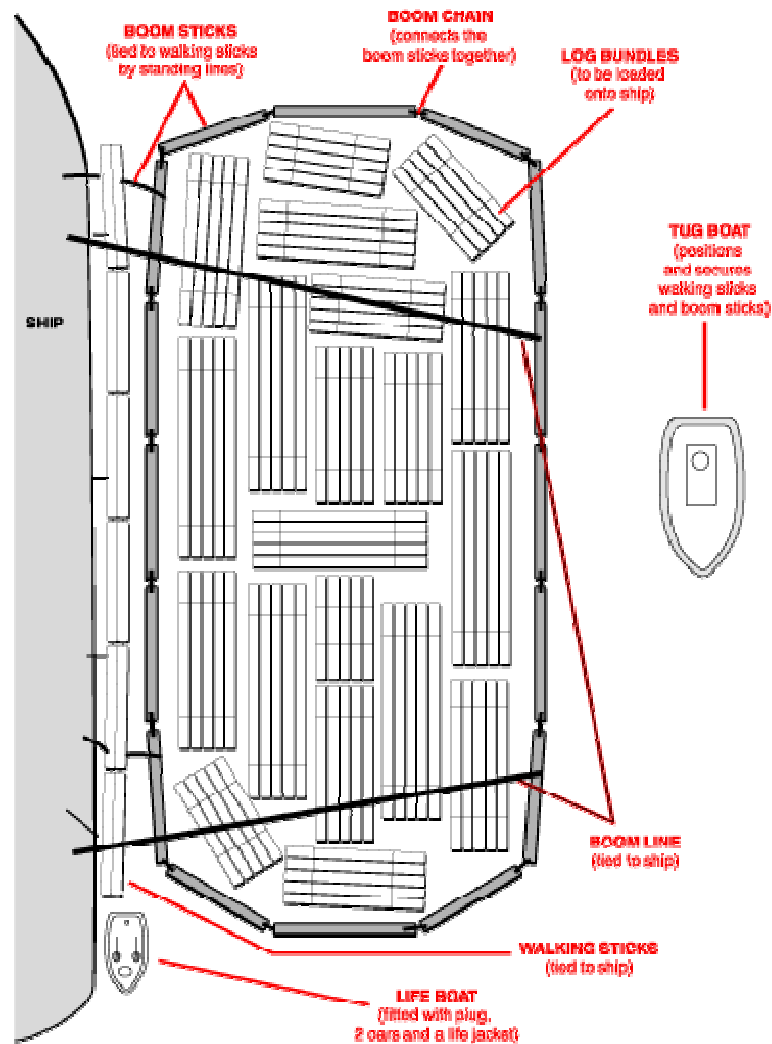 BOOM STICKS
(tied to walking sticks
by standing lines)
BOOM CHAIN
(connects the
boom sticks together)
LOG BUNDLES
(to be loaded
onto ship)
TUG BOAT
(positions
and secures
walking sticks
and boom sticks)
SHIP
BOOM LINE
(tied to ship)
WALKING STICKS
(tied to ship)
LIFE BOAT
(fitted with plug,
2 oars and a life jacket)